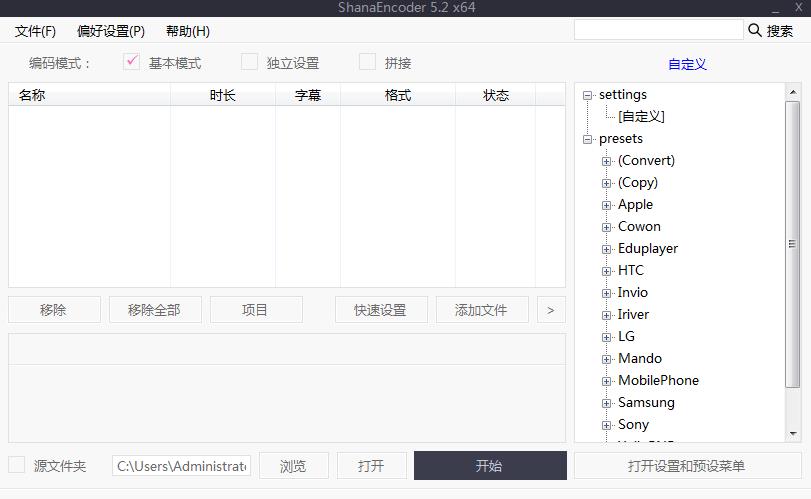 ShanaEncoder 5.2 x64
文件(F) 偏好设置(P) 帮助(H) 搜索
编码模式： 基本模式 独立设置 拼接 自定义
名称 时长 字幕 格式 状态
settings
[自定义]
presets
(Convert)
(Copy)
Apple
Cowon
Eduplayer
HTC
Invio
Iriver
LG
Mando
MobilePhone
Samsung
Sony
移除 移除全部 项目 快速设置 添加文件 >
源文件夹 C:\Users\Administrat 浏览 打开 开始 打开设置和预设菜单